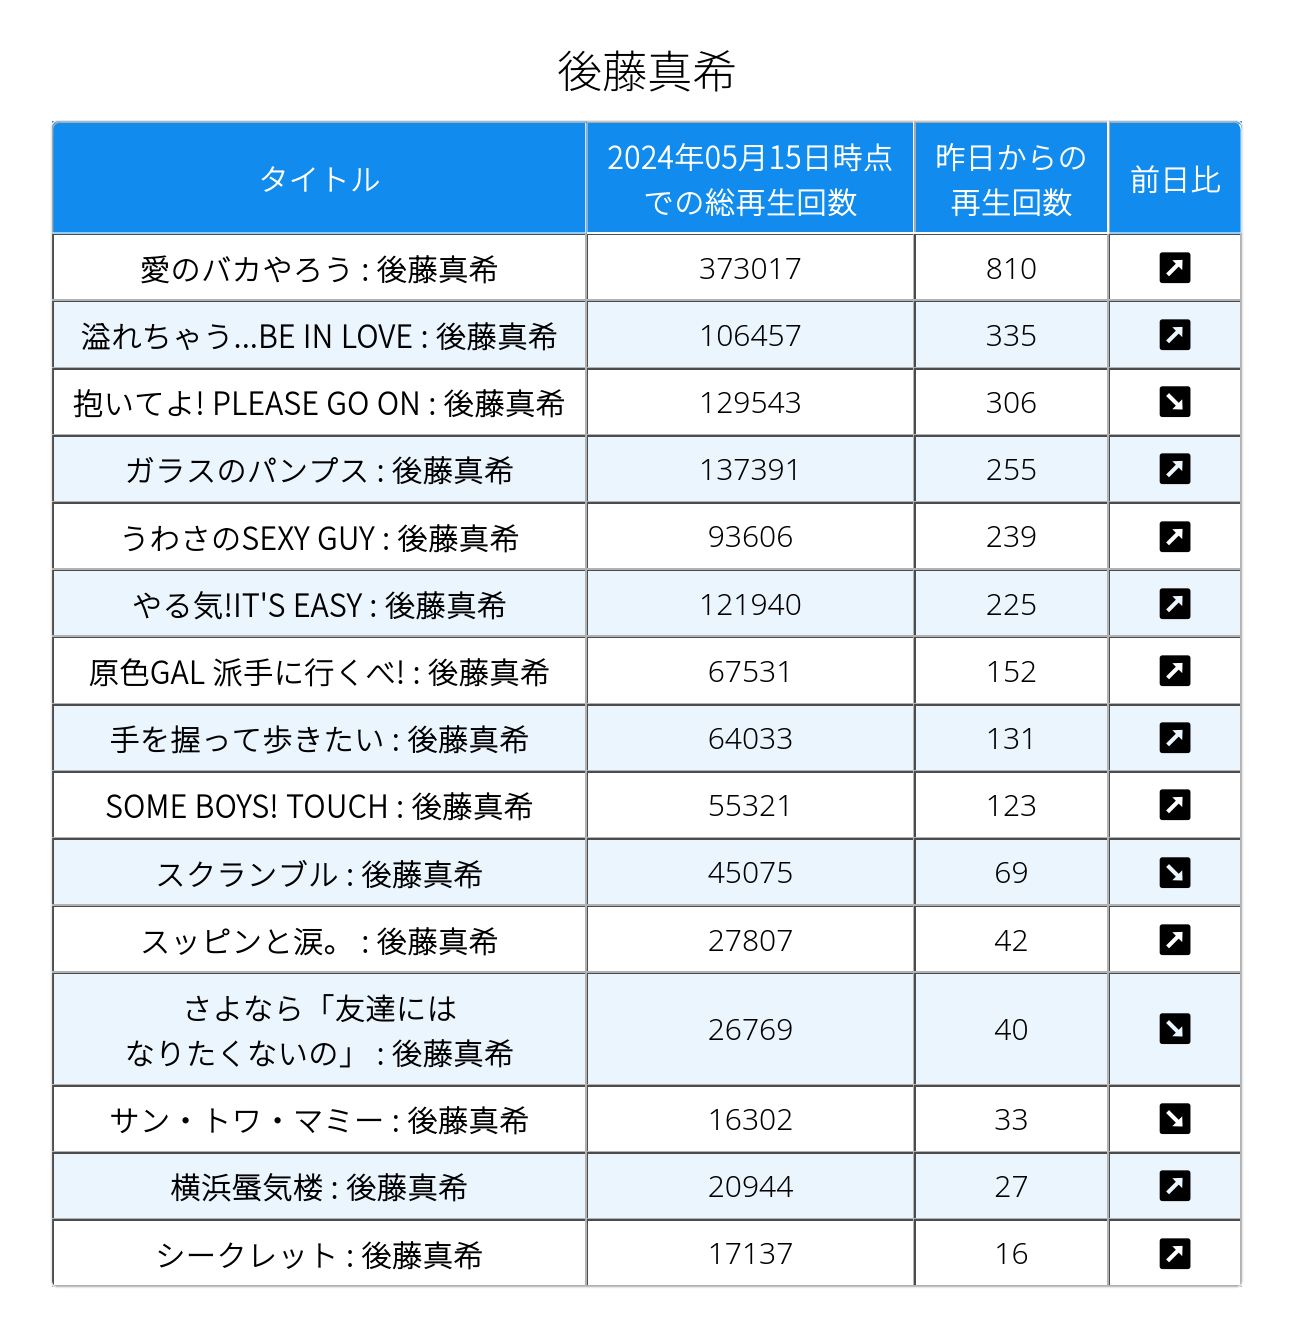 後藤真希
タイトル
2024年05月15日時点
での総再生回数
昨日からの
再生回数
前日比
愛のバカやろう : 後藤真希 373017 810
溢れちゃう...BE IN LOVE : 後藤真希 106457 335
抱いてよ! PLEASE GO ON : 後藤真希 129543 306
ガラスのパンプス : 後藤真希 137391 255
うわさのSEXY GUY : 後藤真希 93606 239
やる気!IT'S EASY : 後藤真希 121940 225
原色GAL 派手に行くべ! : 後藤真希 67531 152
手を握って歩きたい : 後藤真希 64033 131
SOME BOYS! TOUCH : 後藤真希 55321 123
スクランブル : 後藤真希 45075 69
スッピンと涙。 : 後藤真希 27807 42
さよなら「友達には
なりたくないの」 : 後藤真希 26769 40
サン・トワ・マミー : 後藤真希 16302 33
横浜蜃気楼 : 後藤真希 20944 27
シークレット : 後藤真希 17137 16